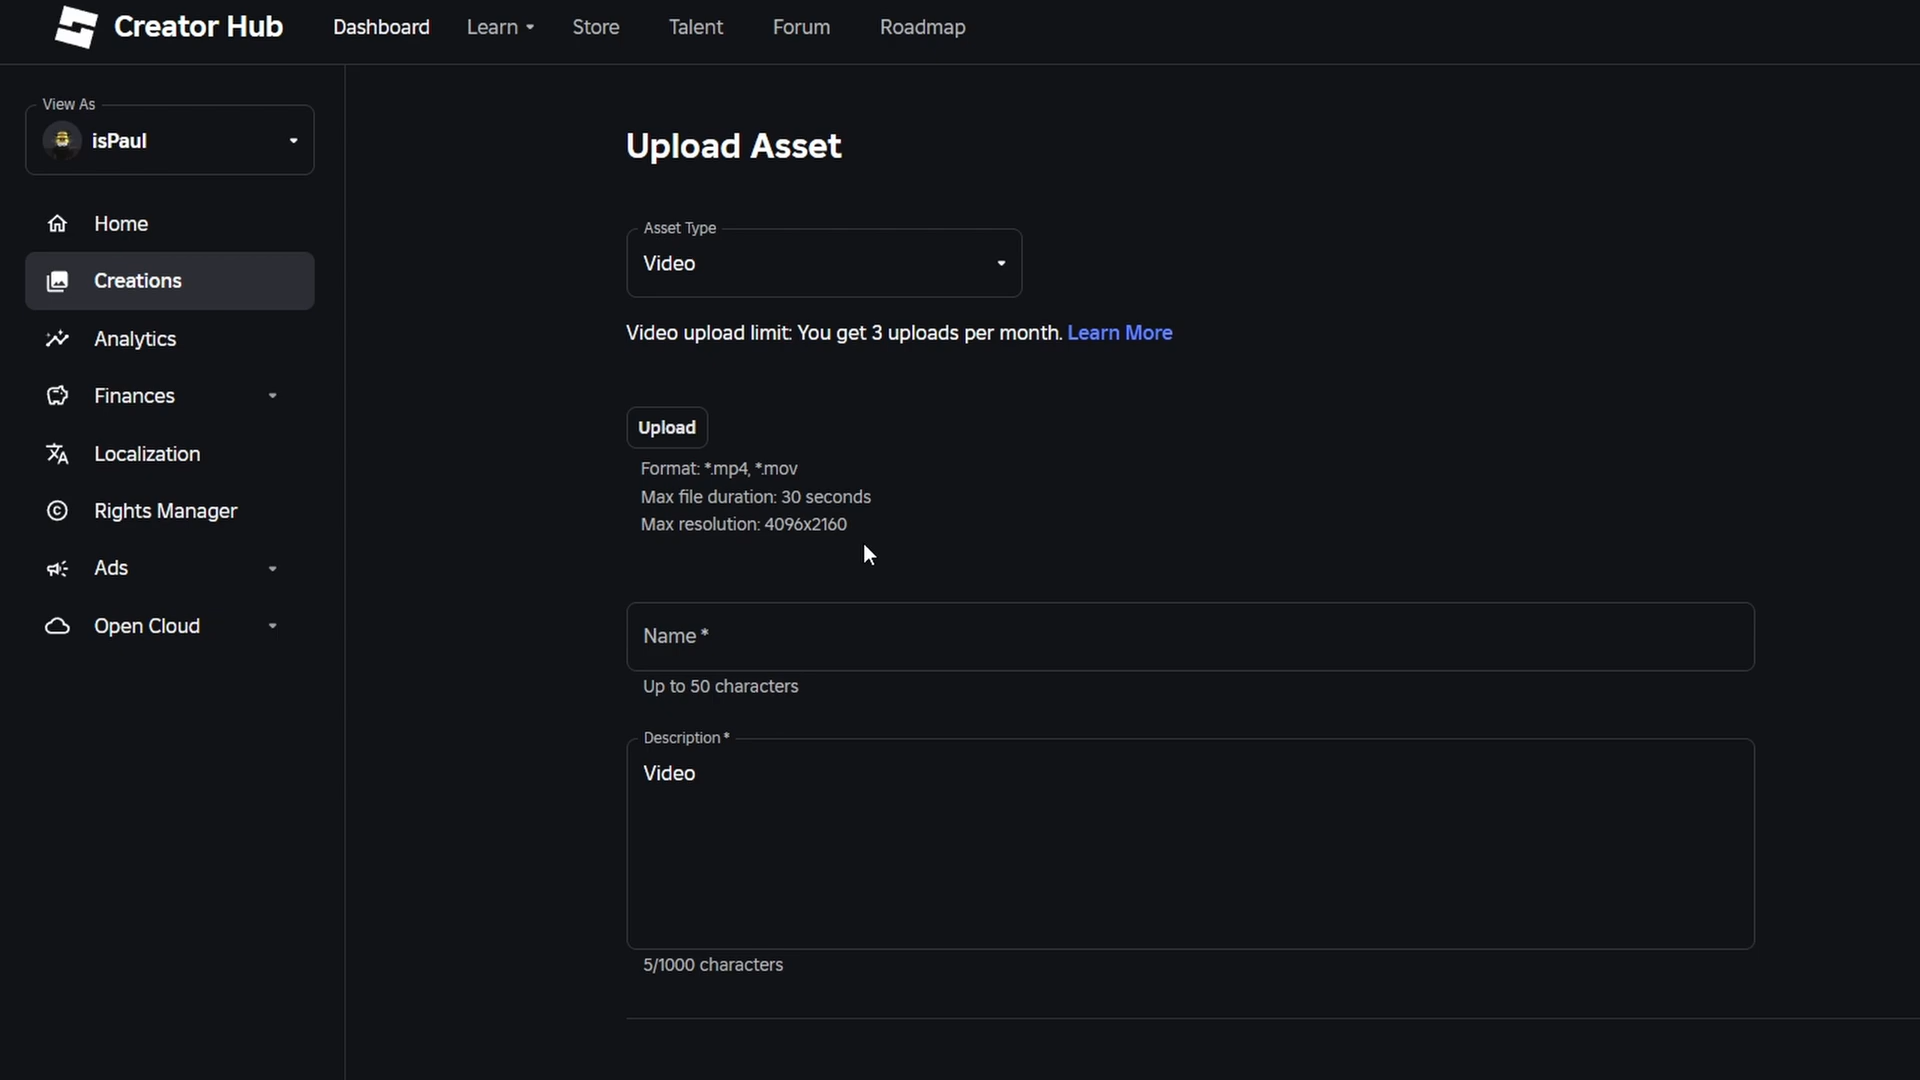 Creator Hub
Dashboard
Learn
Store
Talent
Forum
Roadmap
View As
isPaul
Home
Creations
Analytics
Finances
Localization
Rights Manager
Ads
Open Cloud
Upload Asset
Asset Type
Video
Video upload limit: You get 3 uploads per month. Learn More
Upload
Format: *.mp4, *.mov
Max file duration: 30 seconds
Max resolution: 4096x2160
Name *
Up to 50 characters
Description *
Video
5/1000 characters